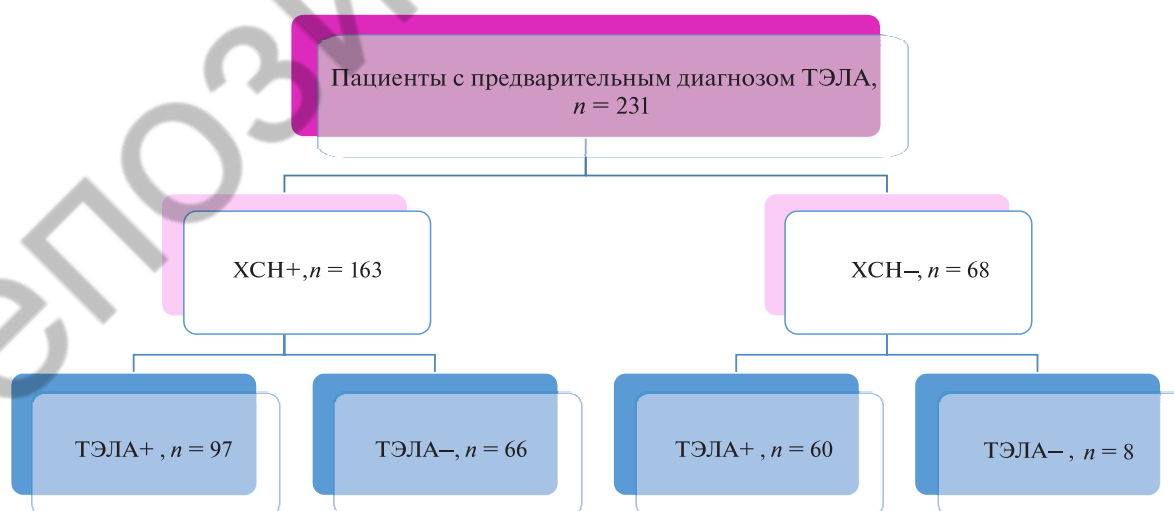 Пациенты с предварительным диагнозом ТЭЛА,
n = 231
ХСН+,n = 163
ХСН–, n = 68
ТЭЛА+ , n = 97
ТЭЛА–, n = 66
ТЭЛА+ , n = 60
ТЭЛА– , n = 8